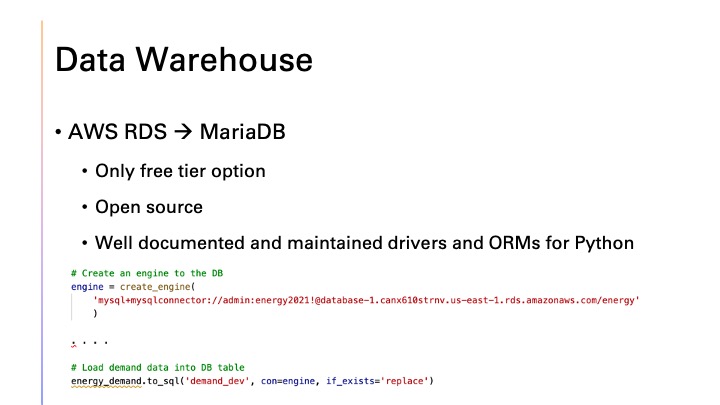 Data Warehouse
• AWS RDS → MariaDB
• Only free tier option
• Open source
• Well documented and maintained drivers and ORMs for Python
# Create an engine to the DB
engine = create_engine(
'mysql+mysqlconnector://admin:energy2021!@database-1.canx610strnv.us-east-1.rds.amazonaws.com/energy'
)
. . . .
# Load demand data into DB table
energy_demand.to_sql('demand_dev', con=engine, if_exists='replace')